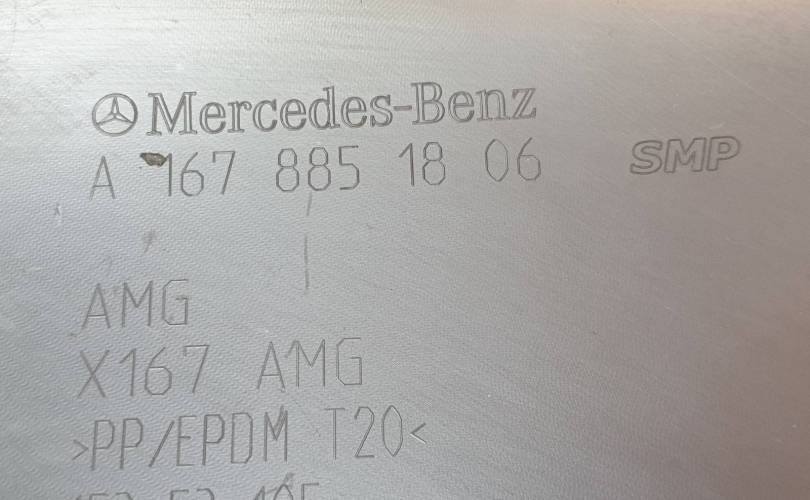 Mercedes-Benz
A 167 885 18 06 SMP
AMG
X167 AMG
>PP/EPDM T20<